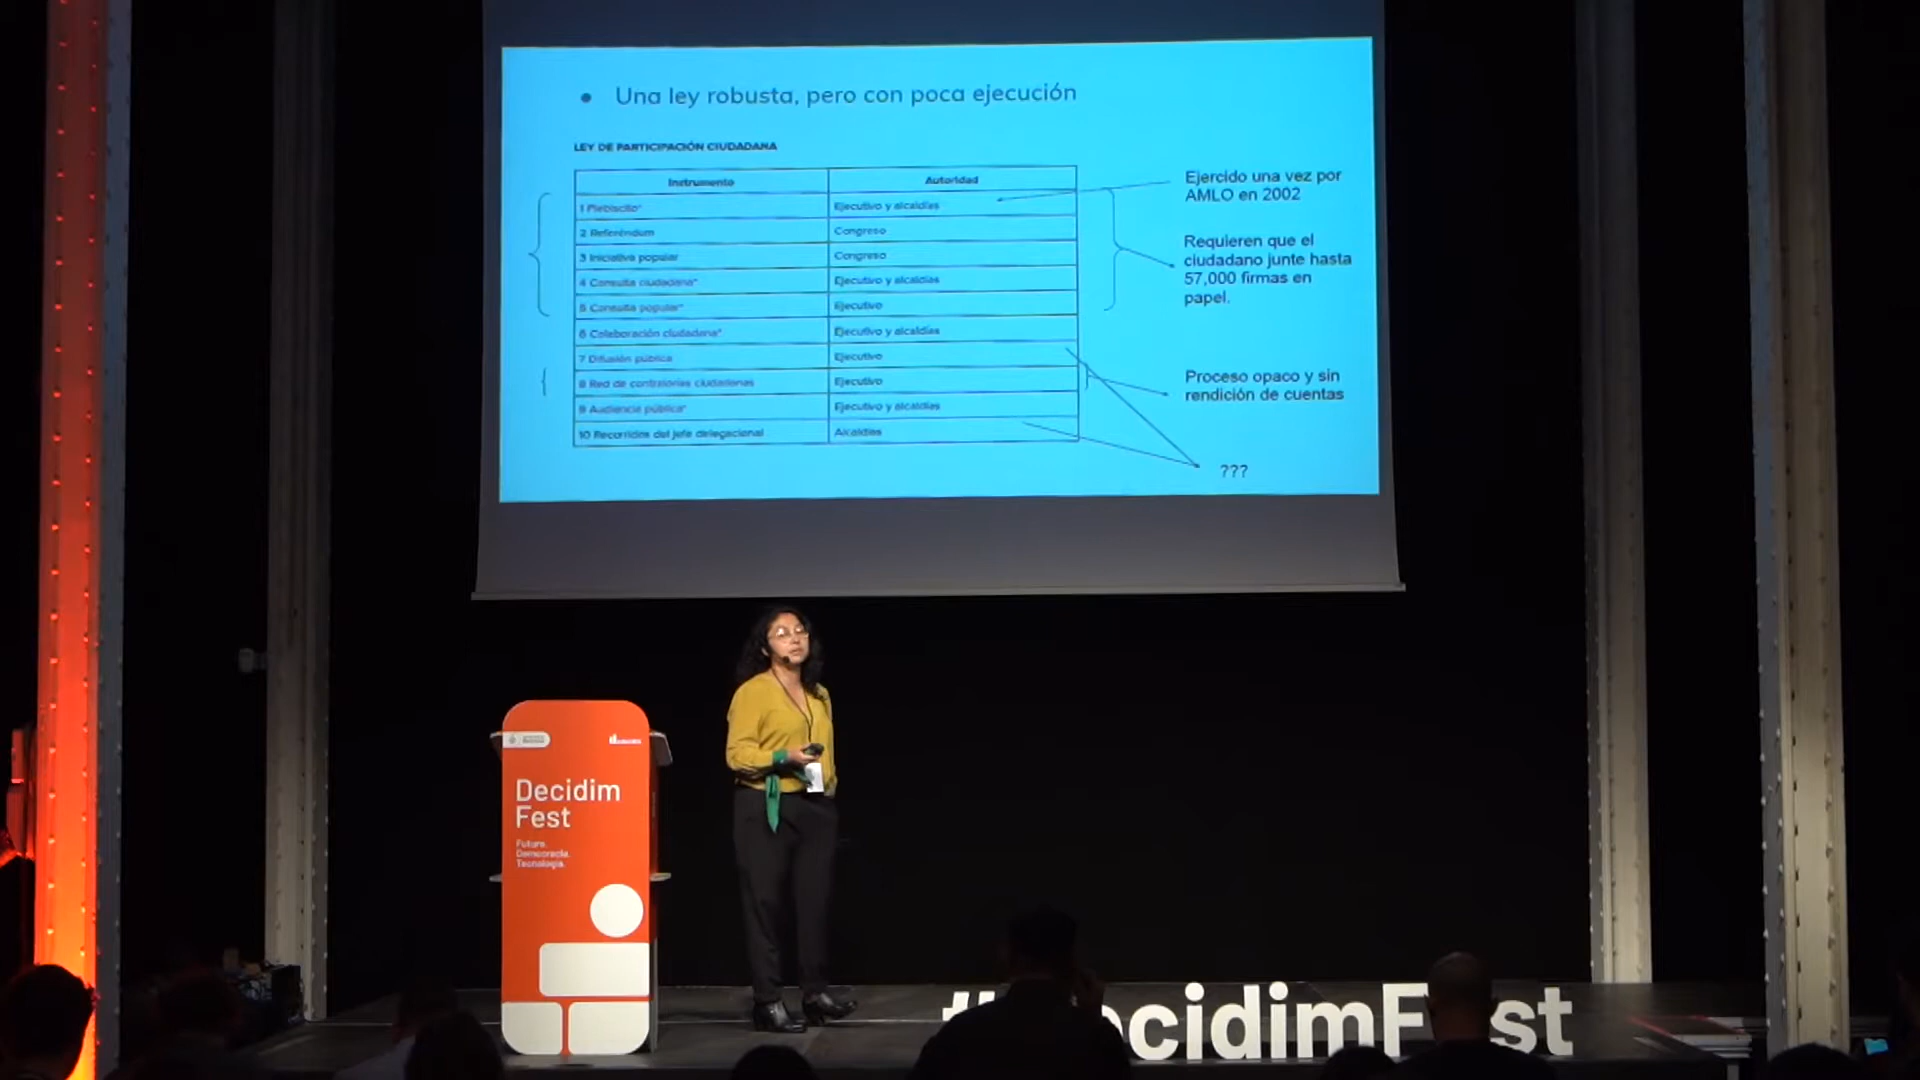 Una ley robusta, pero con poca ejecución
LEY DE PARTICIPACIÓN CIUDADANA
Instrumento Autoridad
1 Plebiscito* Ejecutivo y alcaldías
2 Referéndum Congreso
3 Iniciativa popular Congreso
4 Consulta ciudadana* Ejecutivo y alcaldías
5 Consulta popular* Ejecutivo
6 Colaboración ciudadana* Ejecutivo y alcaldías
7 Difusión pública Ejecutivo
8 Red de contralorías ciudadanas Ejecutivo
9 Audiencia pública* Ejecutivo y alcaldías
10 Recorridos del jefe delegacional Alcaldías
Ejercido una vez por
AMLO en 2002
Requieren que el
ciudadano junte hasta
57,000 firmas en
papel.
Proceso opaco y sin
rendición de cuentas
???
Decidim
Fest
Futuro.
Democracia.
Tecnología.
#DecidimFest